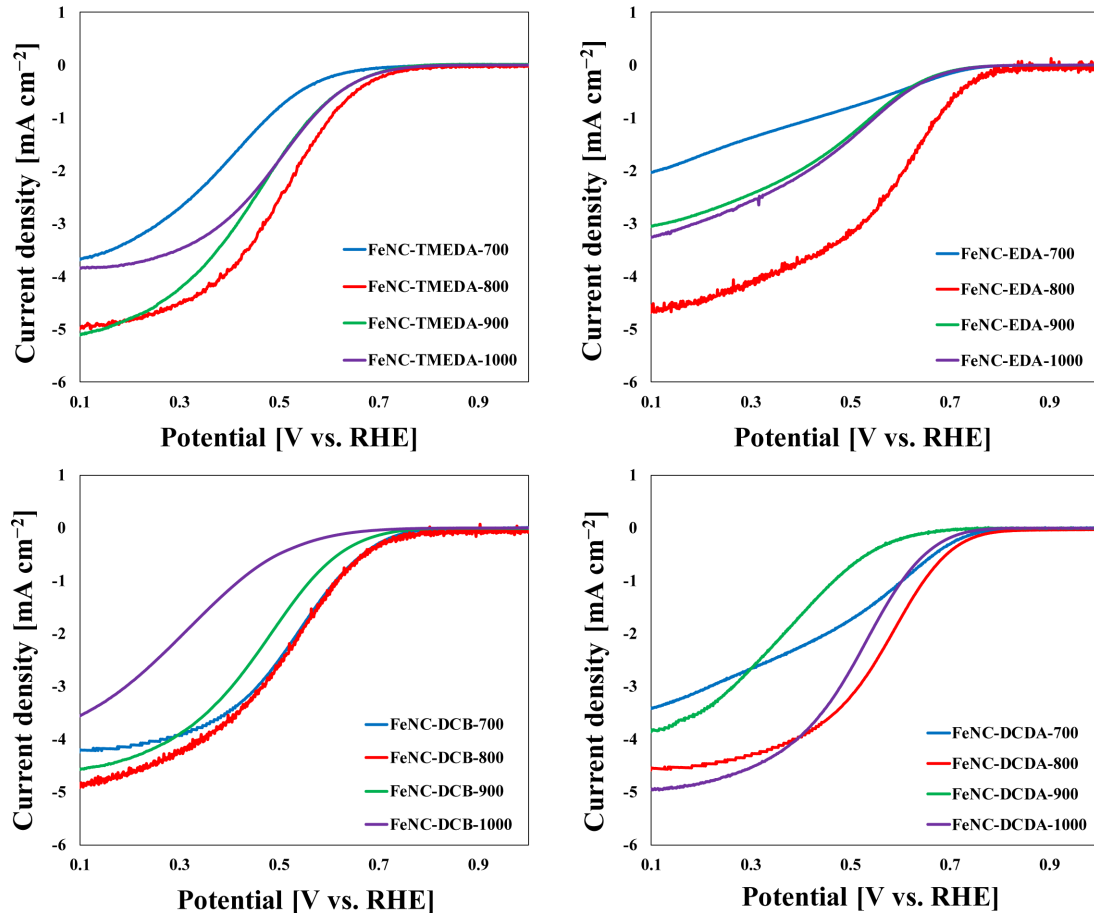 1
0
-1
-2
-3
-4
-5
-6
Current density [mA cm⁻²]
FeNC-TMEDA-700
FeNC-TMEDA-800
FeNC-TMEDA-900
FeNC-TMEDA-1000
0.1 0.3 0.5 0.7 0.9
Potential [V vs. RHE]
1
0
-1
-2
-3
-4
-5
-6
Current density [mA cm⁻²]
FeNC-EDA-700
FeNC-EDA-800
FeNC-EDA-900
FeNC-EDA-1000
0.1 0.3 0.5 0.7 0.9
Potential [V vs. RHE]
1
0
-1
-2
-3
-4
-5
-6
Current density [mA cm⁻²]
FeNC-DCB-700
FeNC-DCB-800
FeNC-DCB-900
FeNC-DCB-1000
0.1 0.3 0.5 0.7 0.9
Potential [V vs. RHE]
1
0
-1
-2
-3
-4
-5
-6
Current density [mA cm⁻²]
FeNC-DCDA-700
FeNC-DCDA-800
FeNC-DCDA-900
FeNC-DCDA-1000
0.1 0.3 0.5 0.7 0.9
Potential [V vs. RHE]